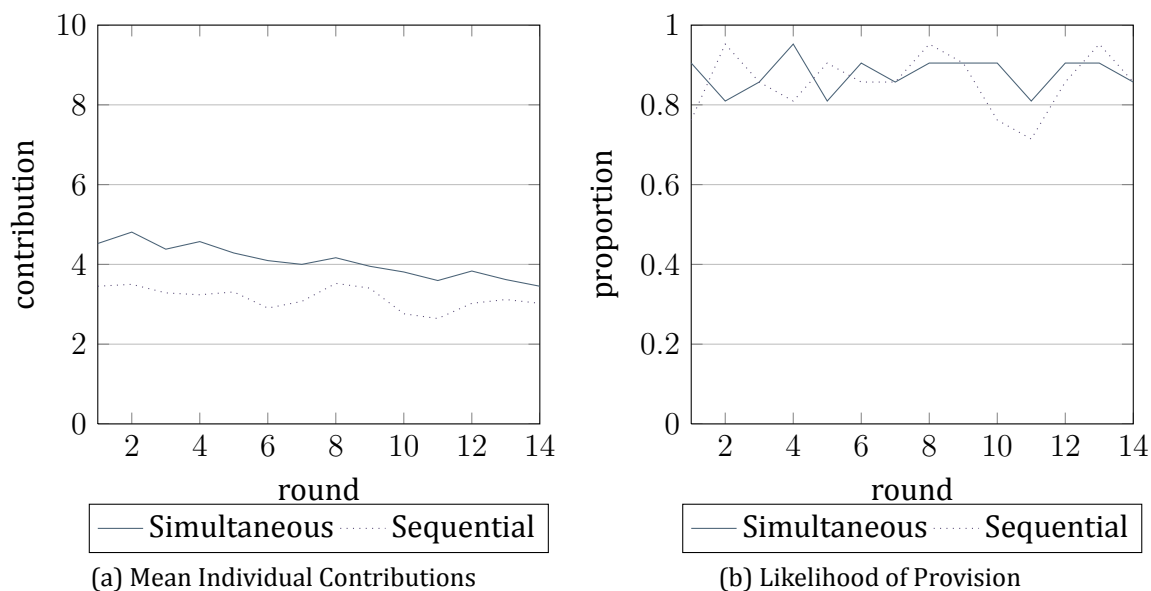 10
8
6
4
2
0
2 4 6 8 10 12 14
contribution
round
Simultaneous Sequential
(a) Mean Individual Contributions
1
0.8
0.6
0.4
0.2
0
2 4 6 8 10 12 14
proportion
round
Simultaneous Sequential
(b) Likelihood of Provision